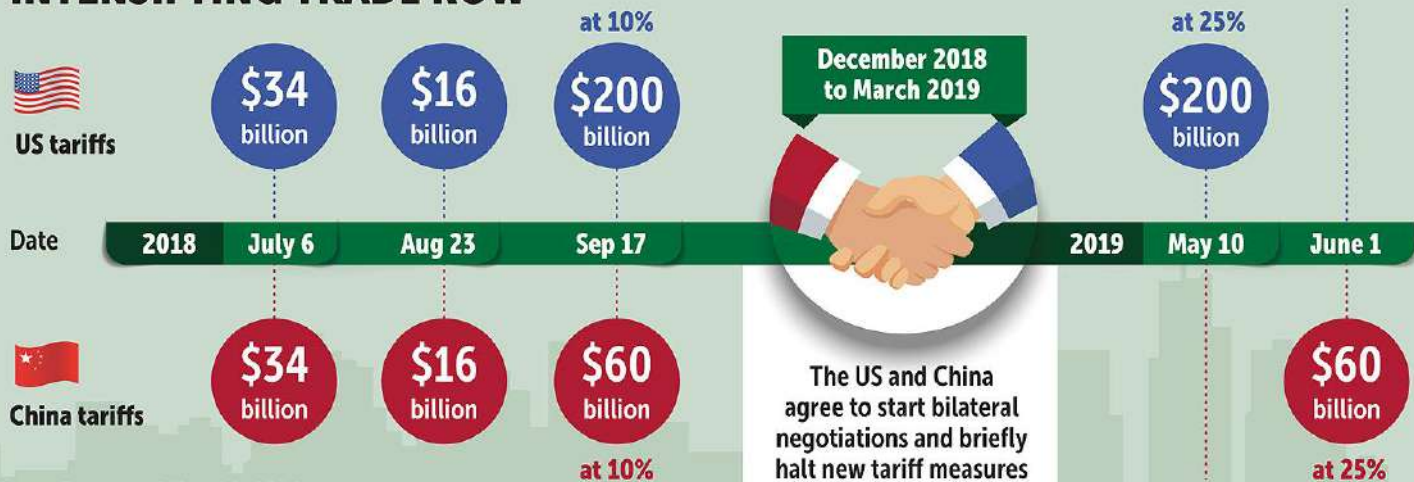 INTENSIFYING TRADE ROW
at 10%
at 25%
US tariffs
$34
billion
$16
billion
$200
billion
December 2018
to March 2019
$200
billion
Date
2018
July 6
Aug 23
Sep 17
2019
May 10
June 1
China tariffs
$34
billion
$16
billion
$60
billion
at 10%
The US and China
agree to start bilateral
negotiations and briefly
halt new tariff measures
$60
billion
at 25%